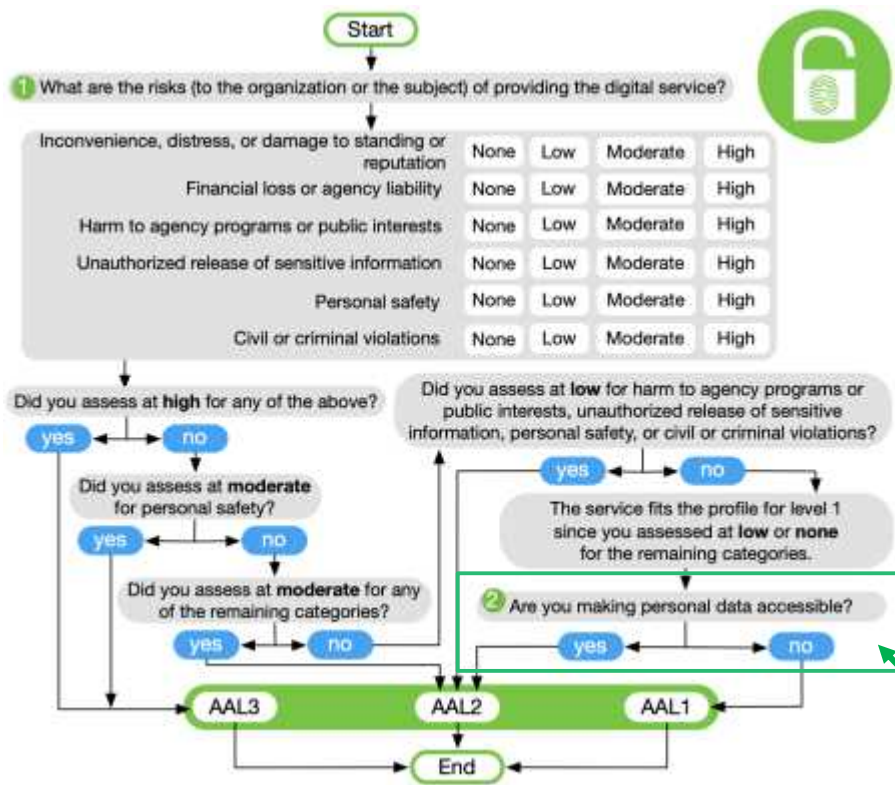 Start
1 What are the risks (to the organization or the subject) of providing the digital service?
Inconvenience, distress, or damage to standing or
reputation
None Low Moderate High
Financial loss or agency liability None Low Moderate High
Harm to agency programs or public interests None Low Moderate High
Unauthorized release of sensitive information None Low Moderate High
Personal safety None Low Moderate High
Civil or criminal violations None Low Moderate High
Did you assess at high for any of the above?
yes no
Did you assess at moderate
for personal safety?
yes no
Did you assess at moderate for any
of the remaining categories?
yes no
Did you assess at low for harm to agency programs or
public interests, unauthorized release of sensitive
information, personal safety, or civil or criminal violations?
yes no
The service fits the profile for level 1
since you assessed at low or none
for the remaining categories.
2 Are you making personal data accessible?
yes no
AAL3 AAL2 AAL1
End